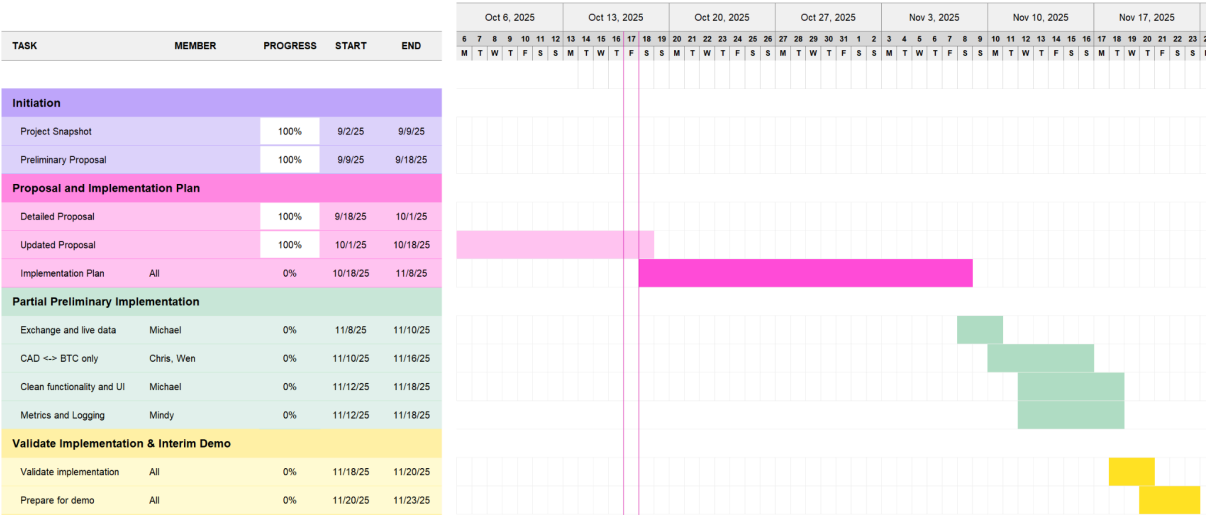 Oct 6, 2025 Oct 13, 2025 Oct 20, 2025 Oct 27, 2025 Nov 3, 2025 Nov 10, 2025 Nov 17, 2025
TASK MEMBER PROGRESS START END
6 7 8 9 10 11 12 13 14 15 16 17 18 19 20 21 22 23 24 25 26 27 28 29 30 31 1 2 3 4 5 6 7 8 9 10 11 12 13 14 15 16 17 18 19 20 21 22 23
M T W T F S S M T W T F S S M T W T F S S M T W T F S S M T W T F S S M T W T F S S M T W T F S S
Initiation
Project Snapshot 100% 9/2/25 9/9/25
Preliminary Proposal 100% 9/9/25 9/18/25
Proposal and Implementation Plan
Detailed Proposal 100% 9/18/25 10/1/25
Updated Proposal 100% 10/1/25 10/18/25
Implementation Plan All 0% 10/18/25 11/8/25
Partial Preliminary Implementation
Exchange and live data Michael 0% 11/8/25 11/10/25
CAD <-> BTC only Chris, Wen 0% 11/10/25 11/16/25
Clean functionality and UI Michael 0% 11/12/25 11/18/25
Metrics and Logging Mindy 0% 11/12/25 11/18/25
Validate Implementation & Interim Demo
Validate implementation All 0% 11/18/25 11/20/25
Prepare for demo All 0% 11/20/25 11/23/25